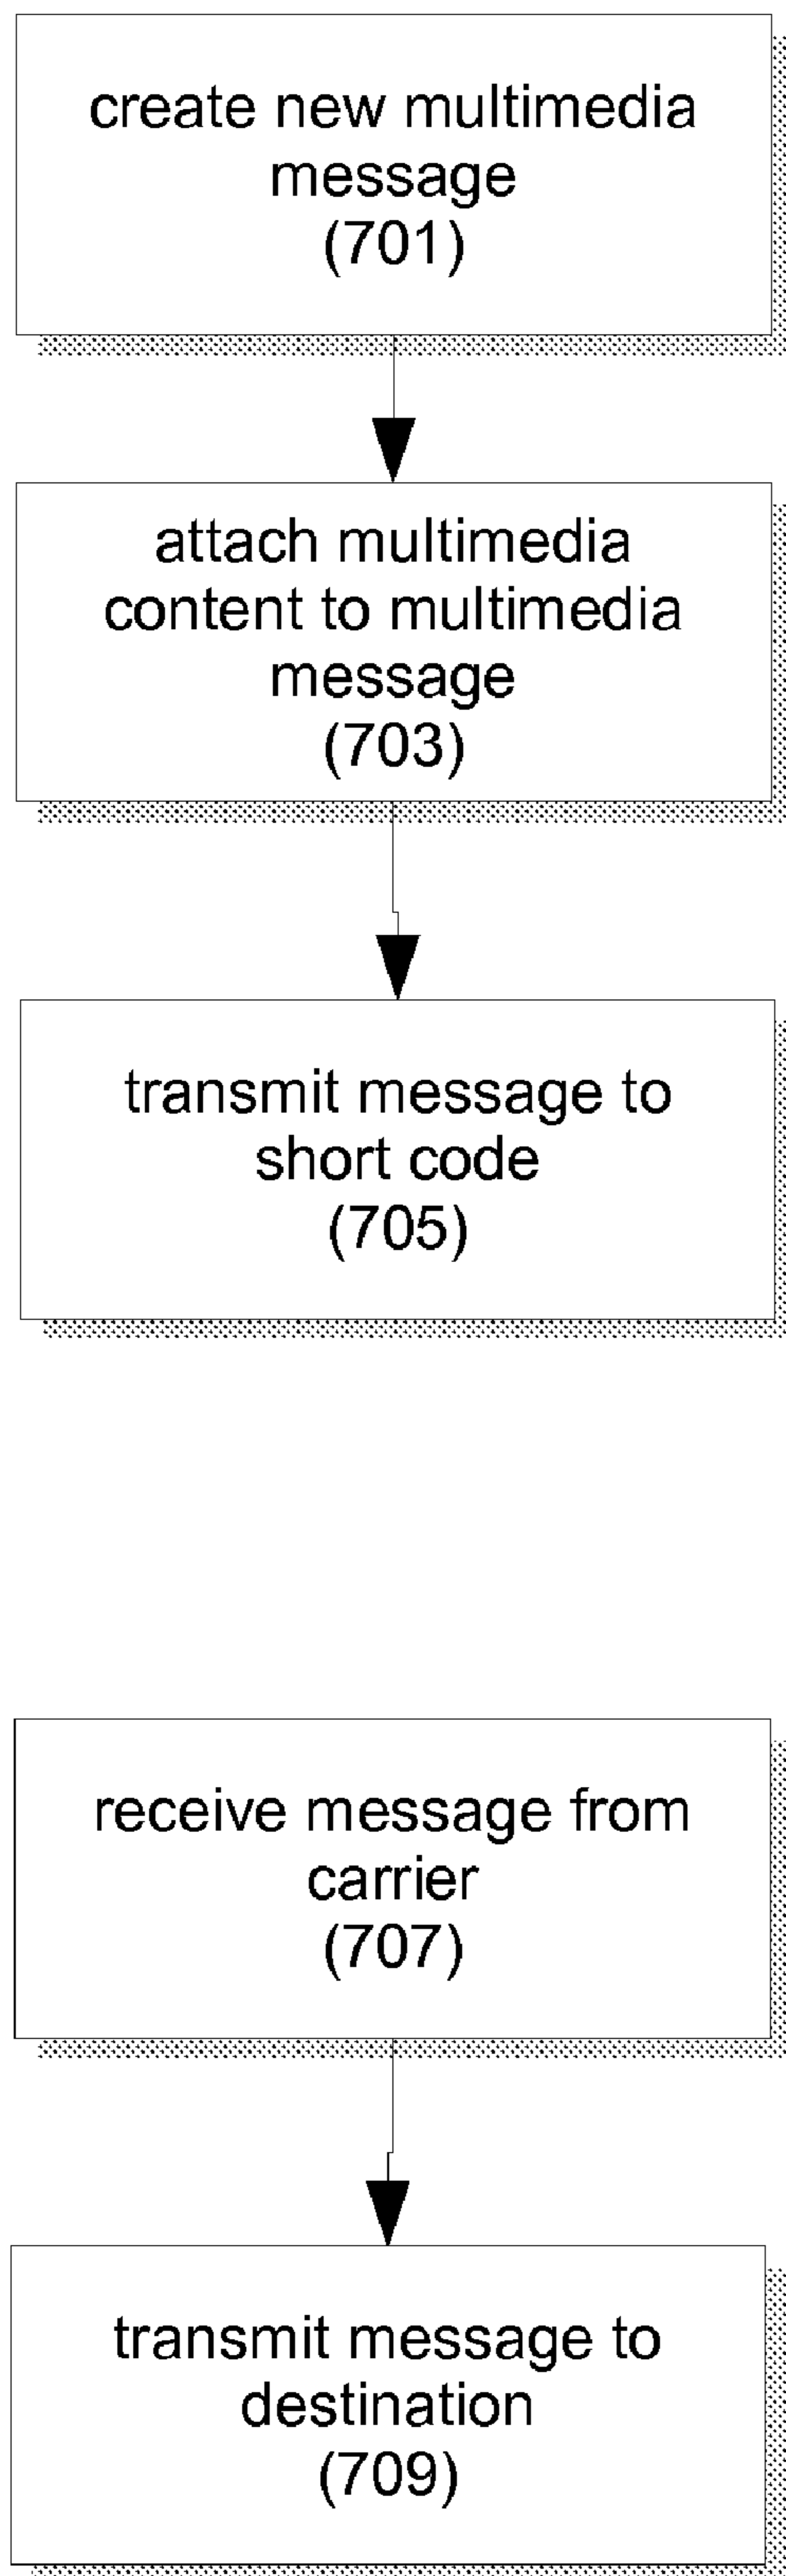 create new multimedia
message
(701)
attach multimedia
content to multimedia
message
(703)
transmit message to
short code
(705)
receive message from
carrier
(707)
transmit message to
destination
(709)